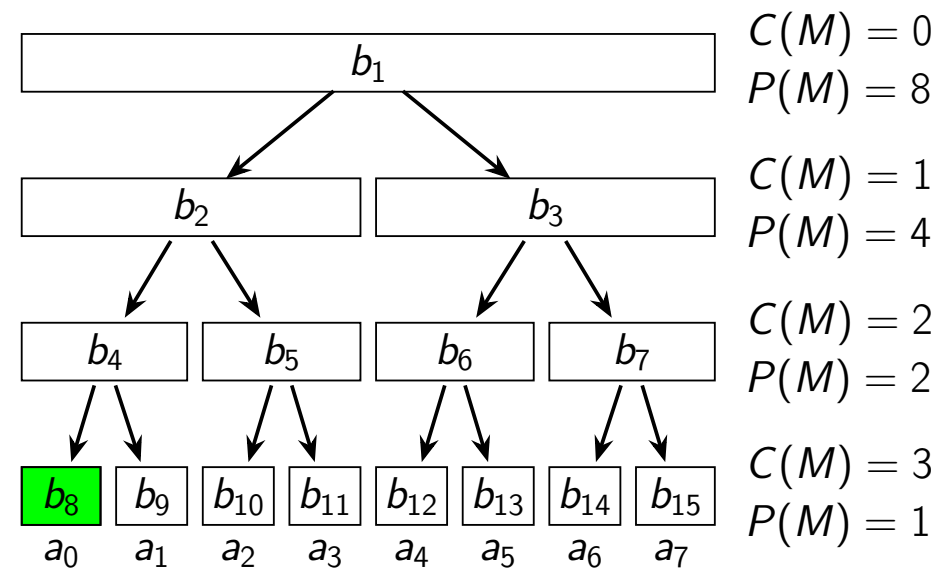 b₁
C(M) = 0
P(M) = 8
b₂ b₃
C(M) = 1
P(M) = 4
b₄ b₅ b₆ b₇
C(M) = 2
P(M) = 2
b₈ b₉ b₁₀ b₁₁ b₁₂ b₁₃ b₁₄ b₁₅
C(M) = 3
P(M) = 1
a₀ a₁ a₂ a₃ a₄ a₅ a₆ a₇